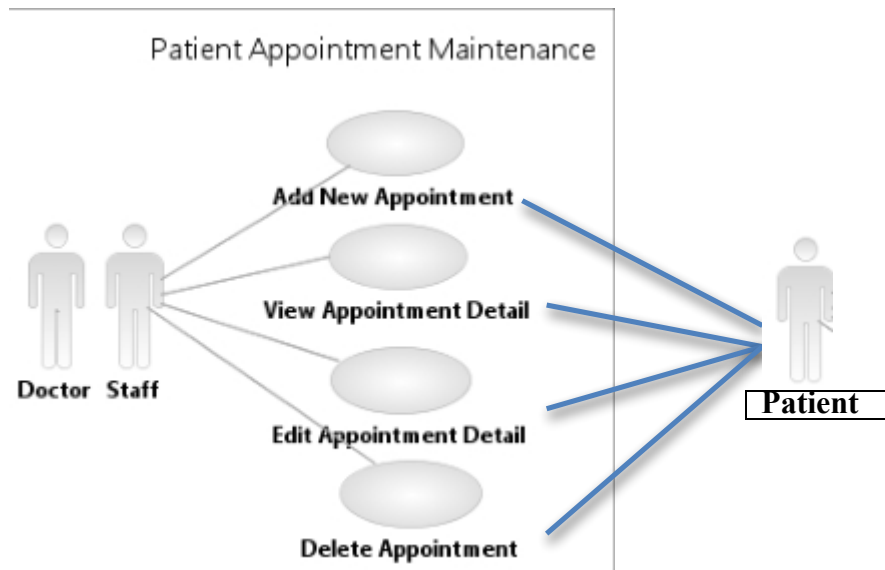 Patient Appointment Maintenance
Add New Appointment
View Appointment Detail
Doctor Staff
Patient
Edit Appointment Detail
Delete Appointment